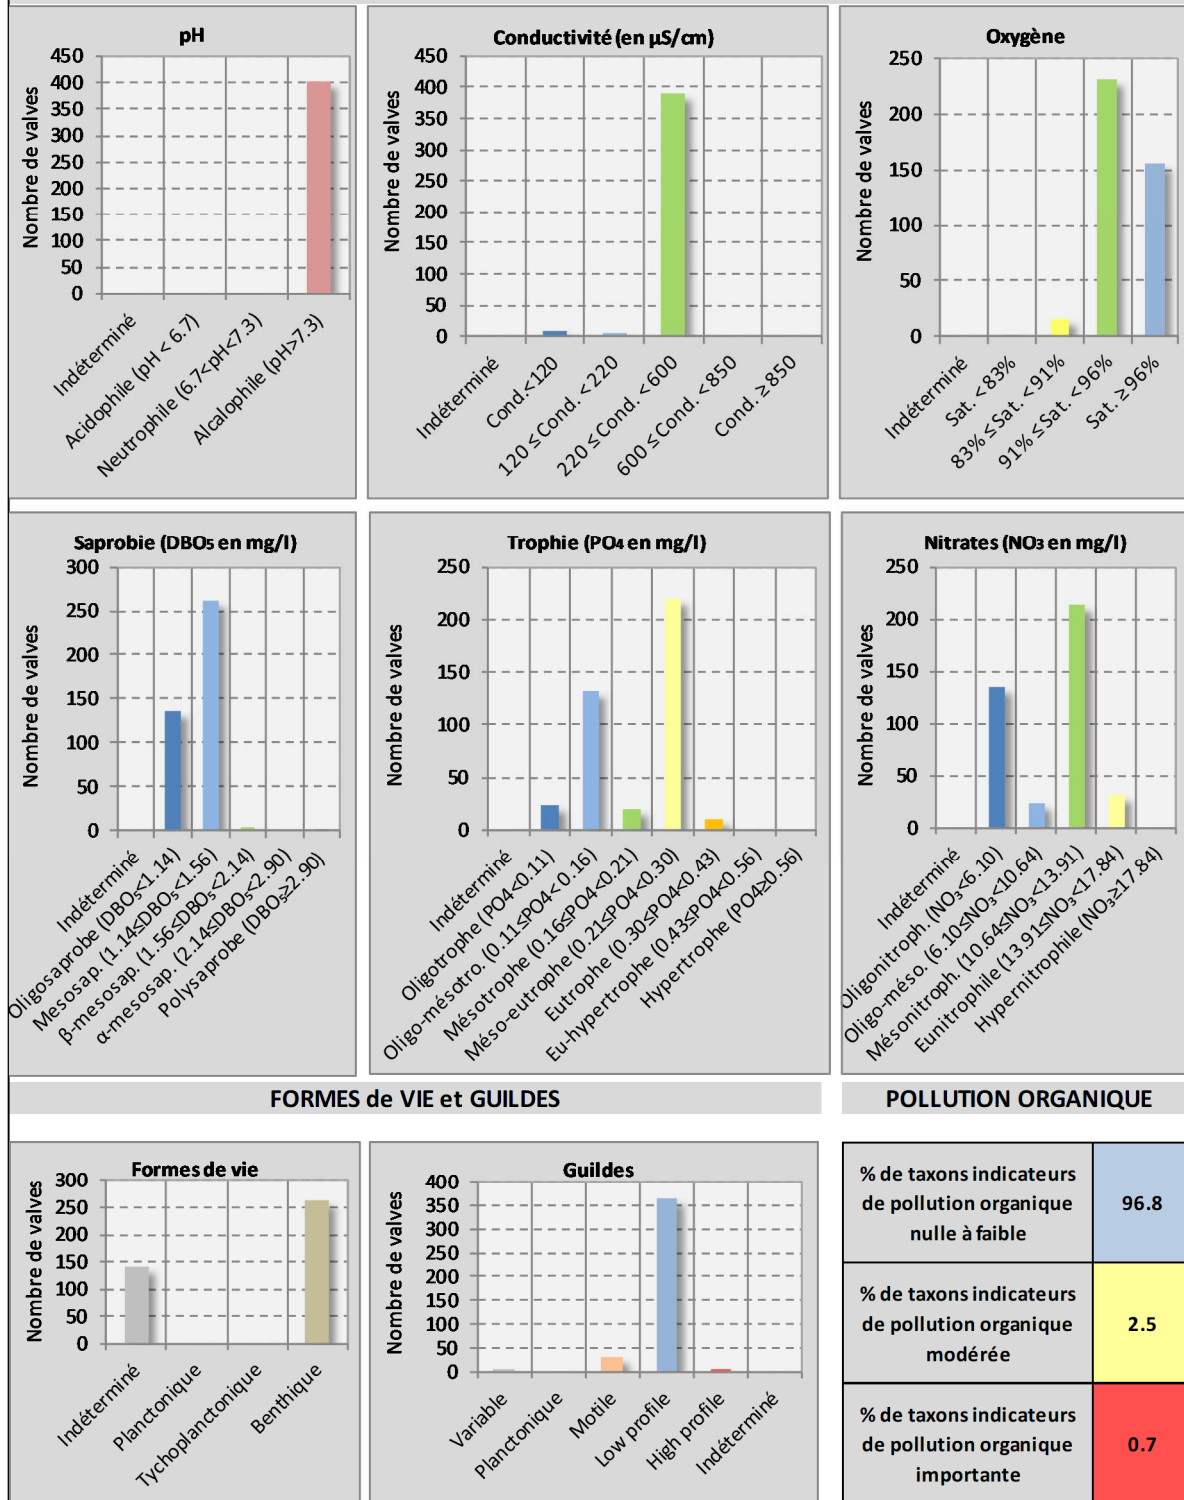 pH
Nombre de valves
450
400
350
300
250
200
150
100
50
0
Indéterminé
Acidophile (pH < 6.7)
Neutrophile (6.7<pH<7.3)
Alcalophile (pH>7.3)
Conductivité (en µS/cm)
Nombre de valves
450
400
350
300
250
200
150
100
50
0
Indéterminé
Cond.<120
120 ≤ Cond. <220
220 ≤ Cond. <600
600 ≤ Cond. <850
Cond. ≥850
Oxygène
Nombre de valves
250
200
150
100
50
0
Indéterminé
Sat. <83%
83% ≤ Sat. <91%
91% ≤ Sat. <96%
Sat. ≥96%
Saprobie (DBO₅ en mg/l)
Nombre de valves
300
250
200
150
100
50
0
Indéterminé
Oligosaprobe (DBO₅<1.14)
Mesosap. (1.14≤DBO₅<1.56)
β-mesosap. (1.56≤DBO₅<2.14)
α-mesosap. (2.14≤DBO₅<2.90)
Polysaprobe (DBO₅≥2.90)
Trophie (PO4 en mg/l)
Nombre de valves
250
200
150
100
50
0
Indéterminé
Oligotrophe (PO4<0.11)
Oligo-mésotro. (0.11≤PO4< 0.16)
Mésotrophe (0.16≤PO4<0.21)
Méso-eutrophe (0.21≤PO4<0.30)
Eutrophe (0.30≤PO4<0.43)
Eu-hypertrophe (0.43≤PO4<0.56)
Hypertrophe (PO4≥0.56)
Nitrates (NO₃ en mg/l)
Nombre de valves
250
200
150
100
50
0
Indéterminé
Oligonitroph. (NO₃<6.10)
Oligo-méso. (6.10≤NO₃<10.64)
Mésonitroph. (10.64≤NO₃<13.91)
Eunitrophile (13.91≤NO₃<17.84)
Hypernitrophile (NO₃≥17.84)
FORMES de VIE et GUILDES
POLLUTION ORGANIQUE
Formes de vie
Nombre de valves
300
250
200
150
100
50
0
Indéterminé
Planctonique
Tychoplanctonique
Benthique
Guildes
Nombre de valves
400
350
300
250
200
150
100
50
0
Variable
Planctonique
Motile
Low profile
High profile
Indéterminé
% de taxons indicateurs
de pollution organique
nulle à faible
96.8
% de taxons indicateurs
de pollution organique
modérée
2.5
% de taxons indicateurs
de pollution organique
importante
0.7